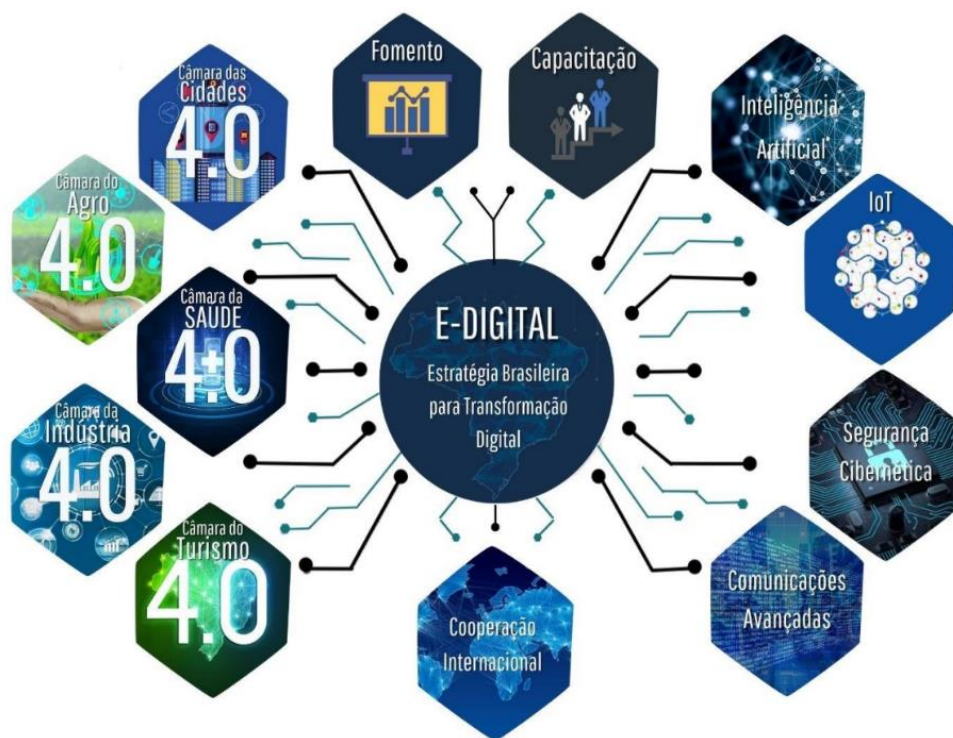 Fomento
Capacitação
Câmara das
Cidades
4.0
Inteligência
Artificial
Câmara do
Agro
4.0
IoT
Câmara da
SAÚDE
4.0
E-DIGITAL
Estratégia Brasileira
para Transformação
Digital
Câmara da
Indústria
4.0
Segurança
Cibernética
Câmara do
Turismo
4.0
Cooperação
Internacional
Comunicações
Avançadas